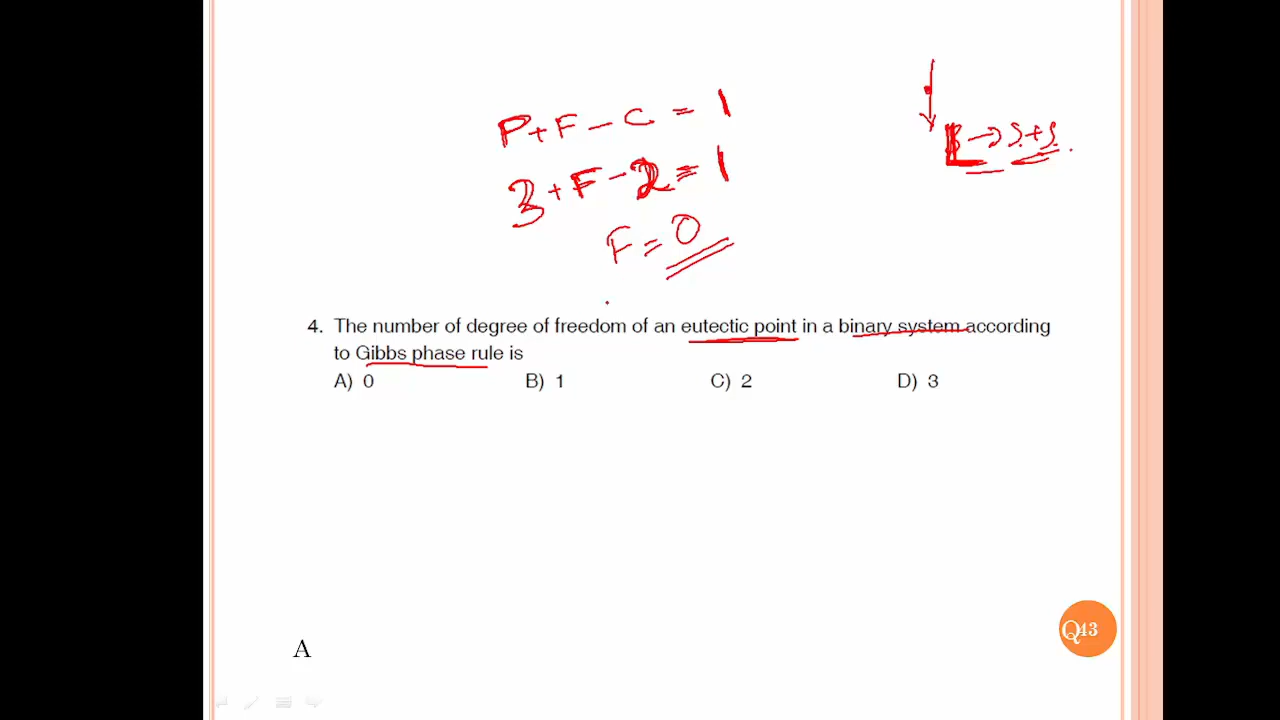 P + F - C = 1
3 + F - 2 = 1
F = 0
→ S + S
4. The number of degree of freedom of an eutectic point in a binary system according
to Gibbs phase rule is
A) 0 B) 1 C) 2 D) 3
Q43
A